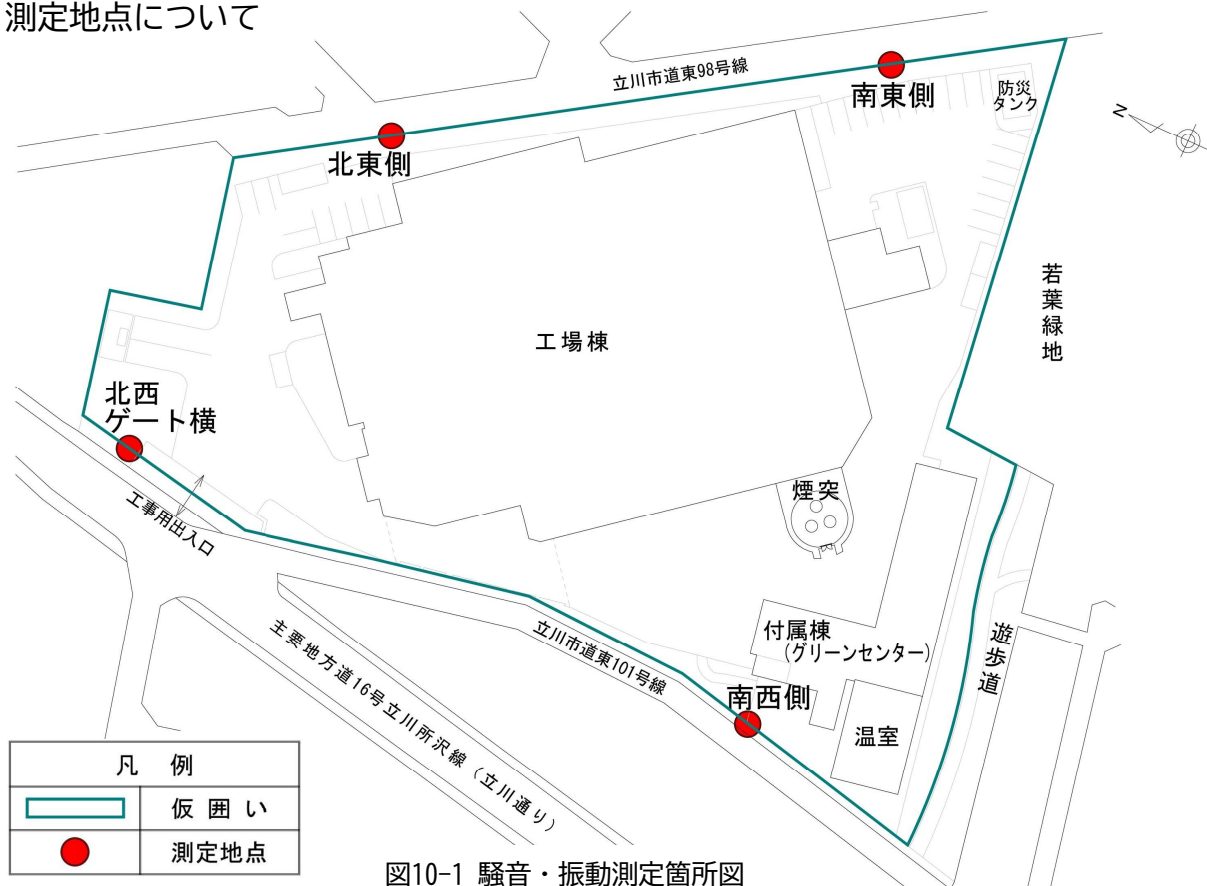 測定地点について
立川市道東98号線
南東側
防災
タンク
N
北東側
若葉緑地
工場棟
北西
ゲート横
煙突
工事用出入口
付属棟
(グリーンセンター)
遊歩道
立川市道東101号線
主要地方道16号立川所沢線(立川通り)
南西側
温室
凡 例
仮囲い
測定地点
図10-1 騒音・振動測定箇所図